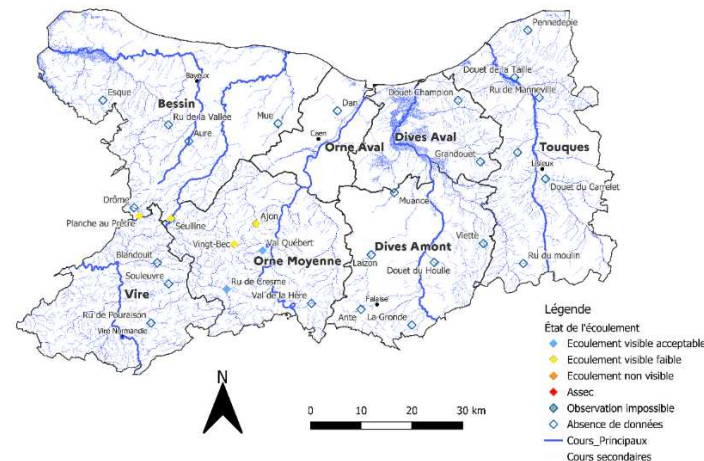 Pennedepie
Douet de la Taille
Ru de Manneville
Douet Champion
Esque
Bayeux
Bessin
Ru de la Vallée
Aure
Mue
Dan
Caen
Orne Aval
Dives Aval
Grandouet
Touques
Lisieux
Douet du Carrelet
Drôme
Planche au Prêtre
Seulline
Ajon
Muance
Viette
Vingt-Bec
Val Québert
Orne Moyenne
Dives Amont
Laizon
Douet du Houlle
Ru du moulin
Blandouit
Souleuvre
Vire
Ru de Cresme
Val de la Hère
Falaise
Ante
La Gronde
Ru de Pouraison
Vire Normandie
N
0 10 20 30 km
Légende
État de l'écoulement
Ecoulement visible acceptable
Ecoulement visible faible
Ecoulement non visible
Assec
Observation impossible
Absence de données
Cours_Principaux
Cours secondaires